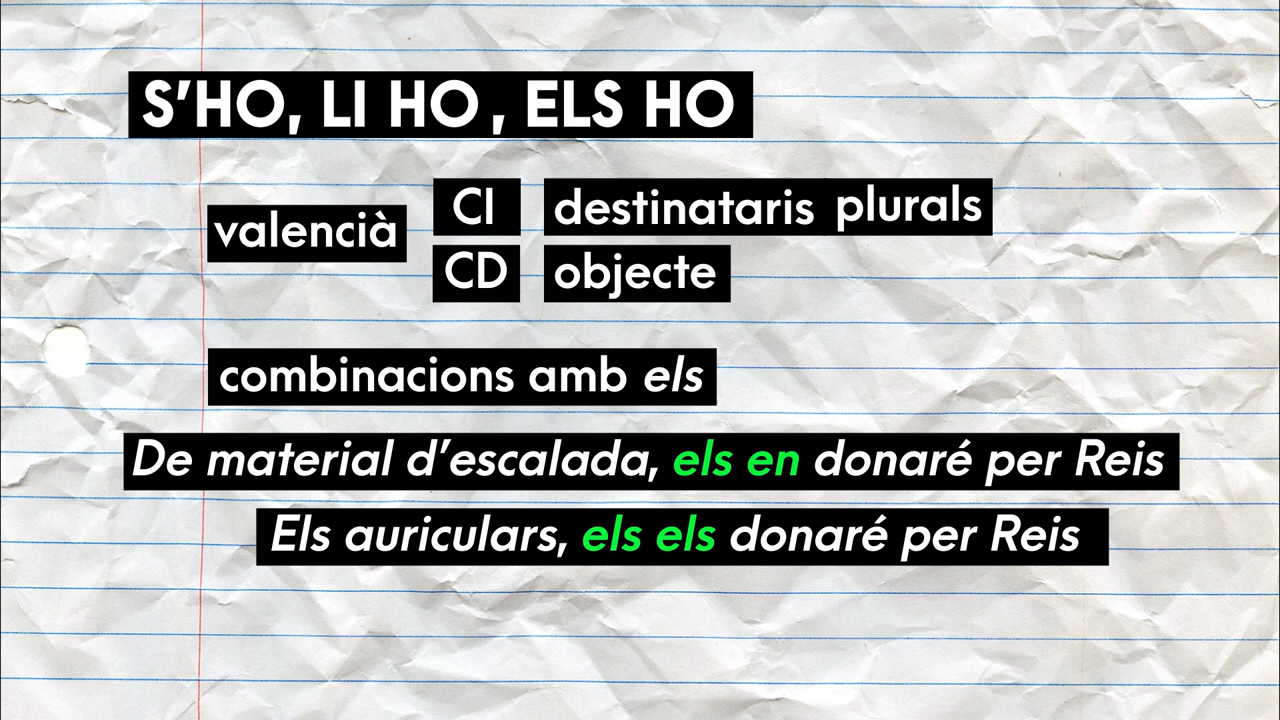 S'HO, LI HO, ELS HO
valencià
CI destinataris plurals
CD objecte
combinacions amb els
De material d'escalada, els en donaré per Reis
Els auriculars, els els donaré per Reis